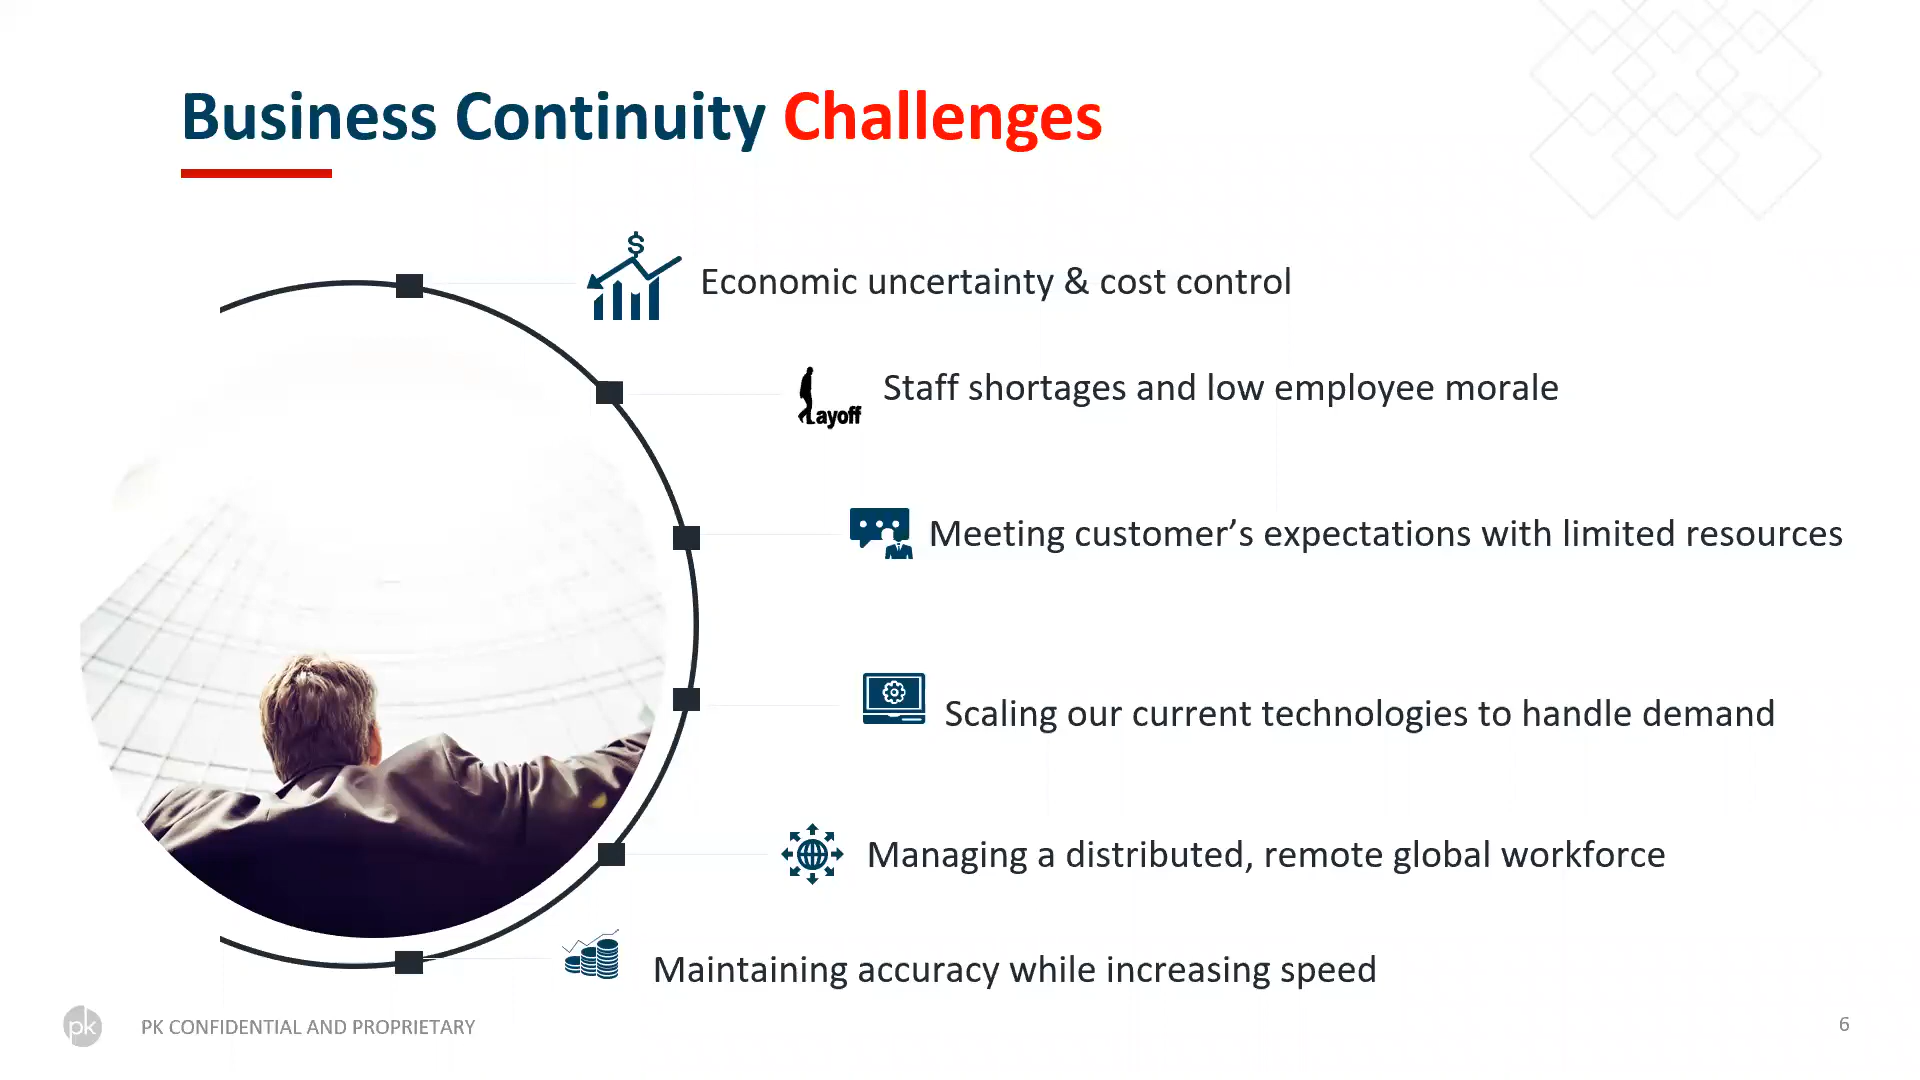 Business Continuity Challenges
$
Economic uncertainty & cost control
Layoff
Staff shortages and low employee morale
Meeting customer’s expectations with limited resources
Scaling our current technologies to handle demand
Managing a distributed, remote global workforce
Maintaining accuracy while increasing speed
pk
PK CONFIDENTIAL AND PROPRIETARY
6